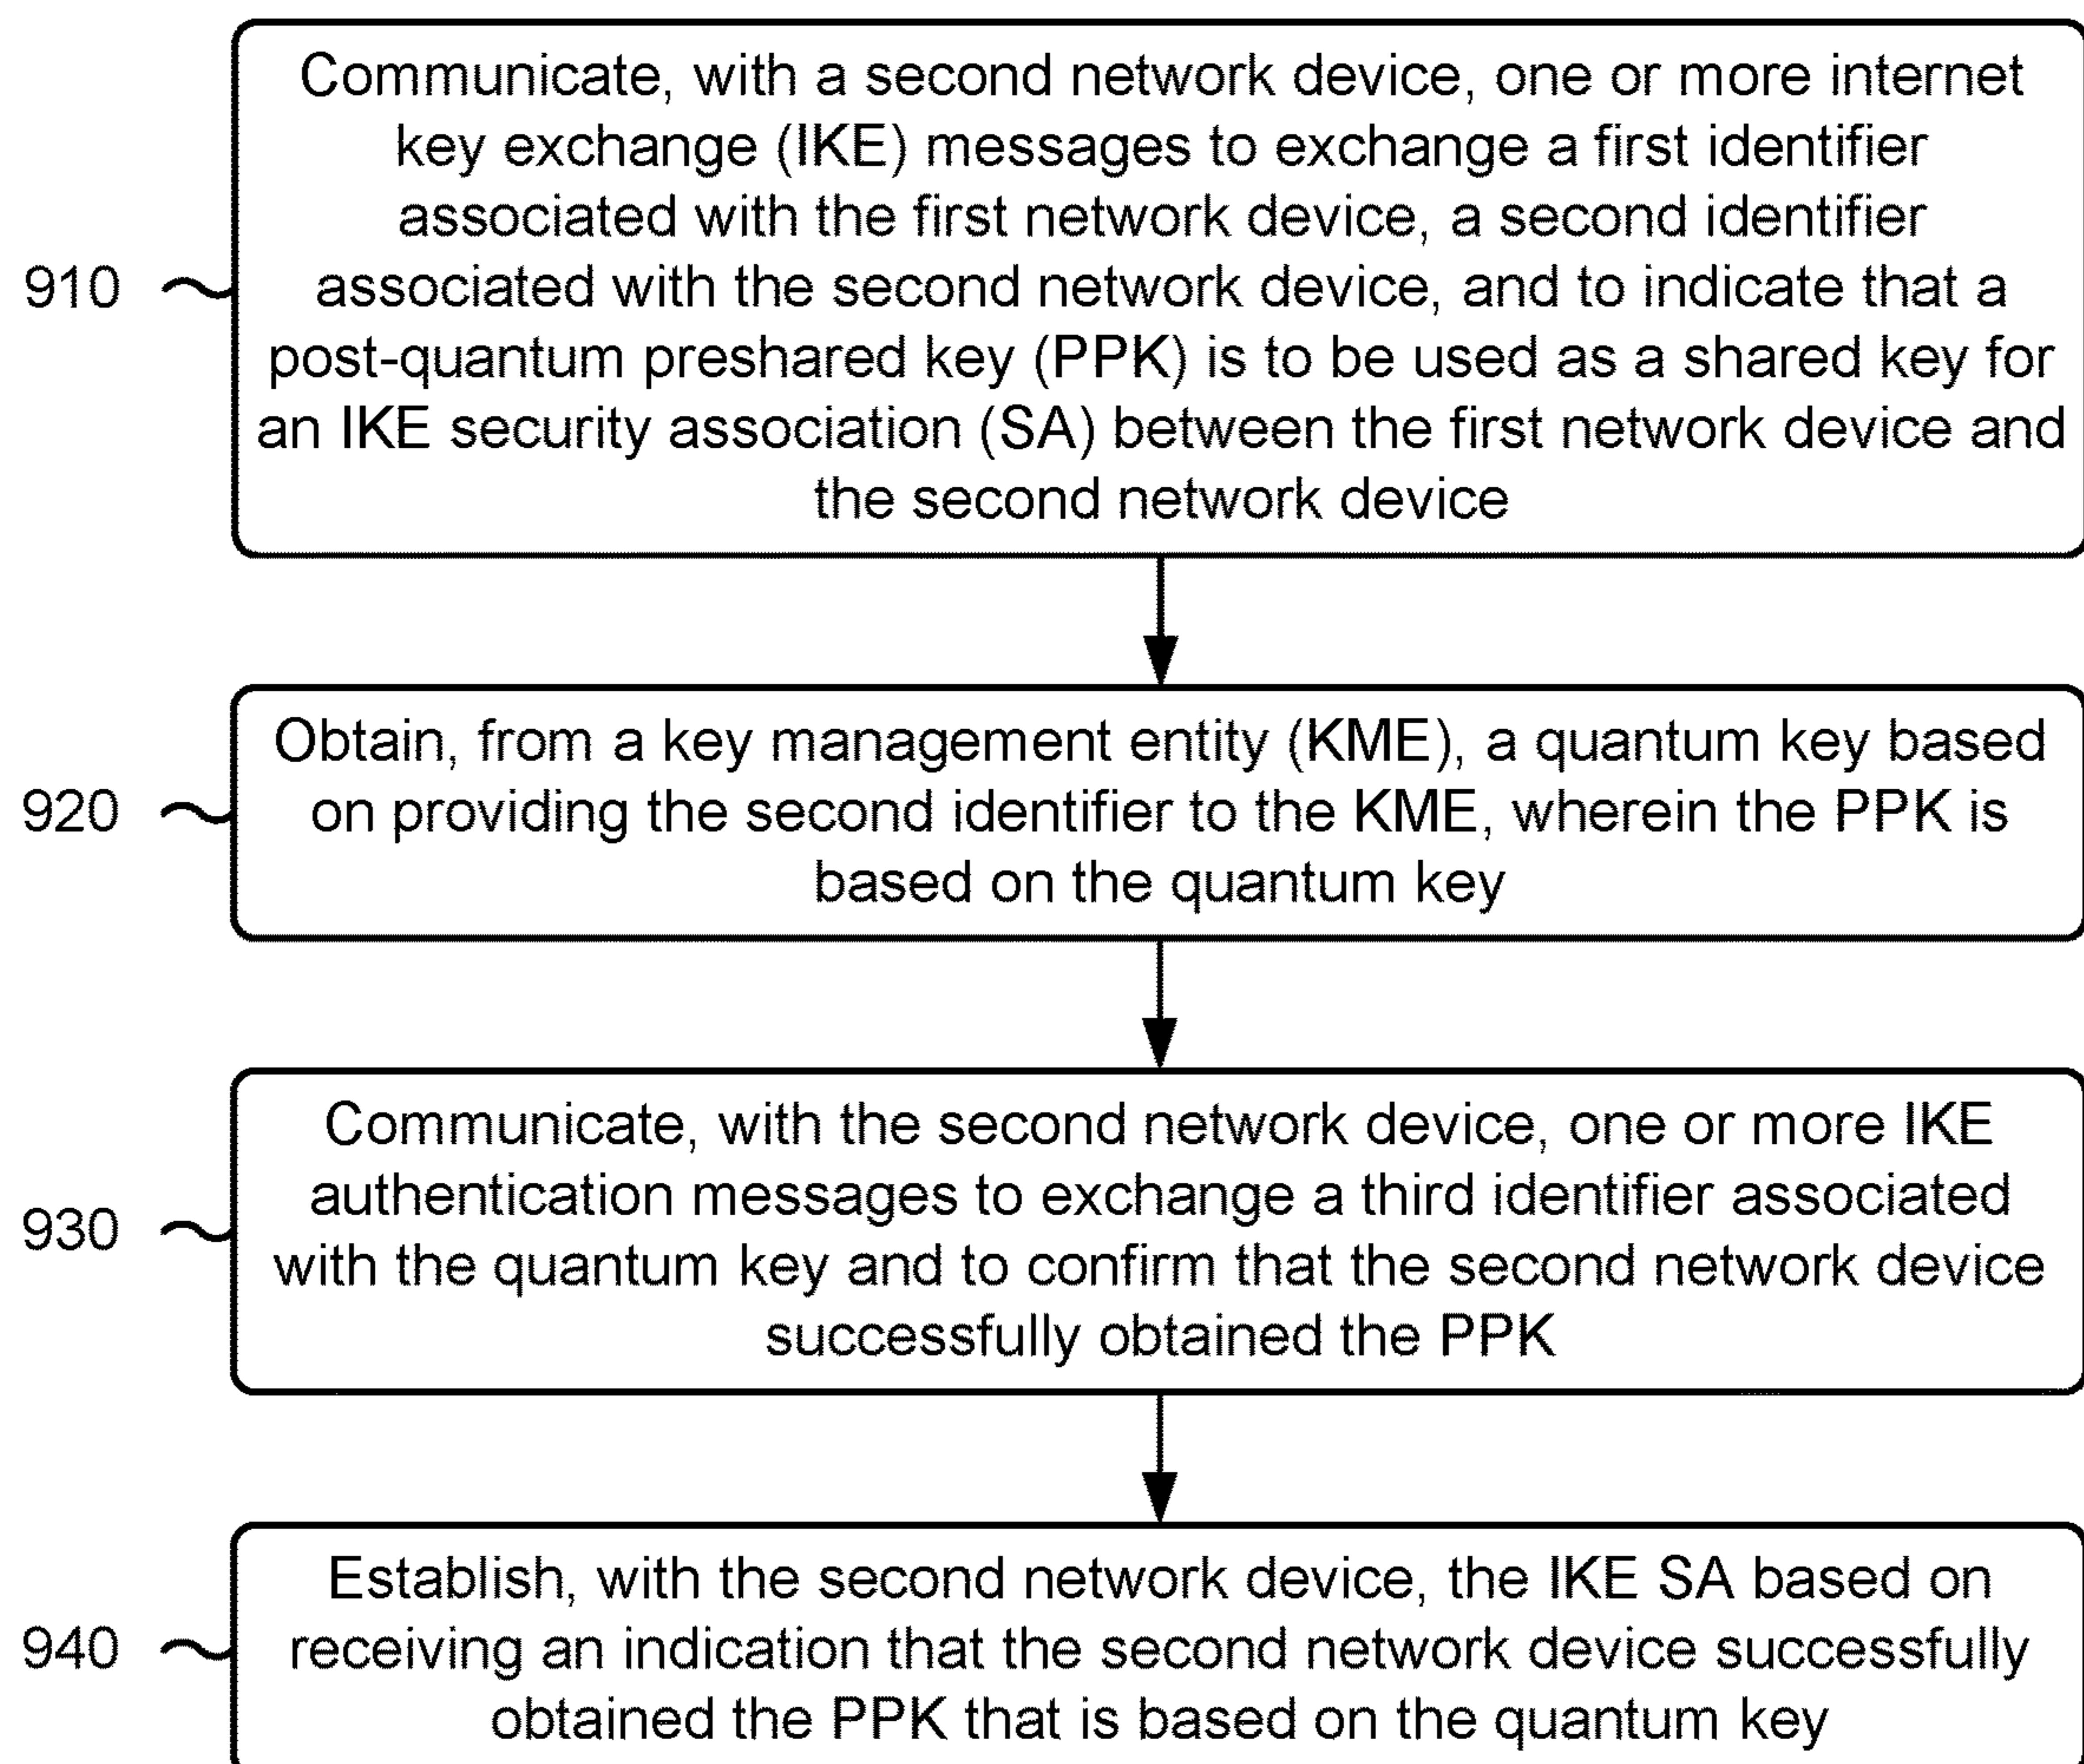 Communicate, with a second network device, one or more internet
key exchange (IKE) messages to exchange a first identifier
associated with the first network device, a second identifier
910
associated with the second network device, and to indicate that a
post-quantum preshared key (PPK) is to be used as a shared key for
an IKE security association (SA) between the first network device and
the second network device
Obtain, from a key management entity (KME), a quantum key based
920
on providing the second identifier to the KME, wherein the PPK is
based on the quantum key
Communicate, with the second network device, one or more IKE
authentication messages to exchange a third identifier associated
930
with the quantum key and to confirm that the second network device
successfully obtained the PPK
Establish, with the second network device, the IKE SA based on
940
receiving an indication that the second network device successfully
obtained the PPK that is based on the quantum key